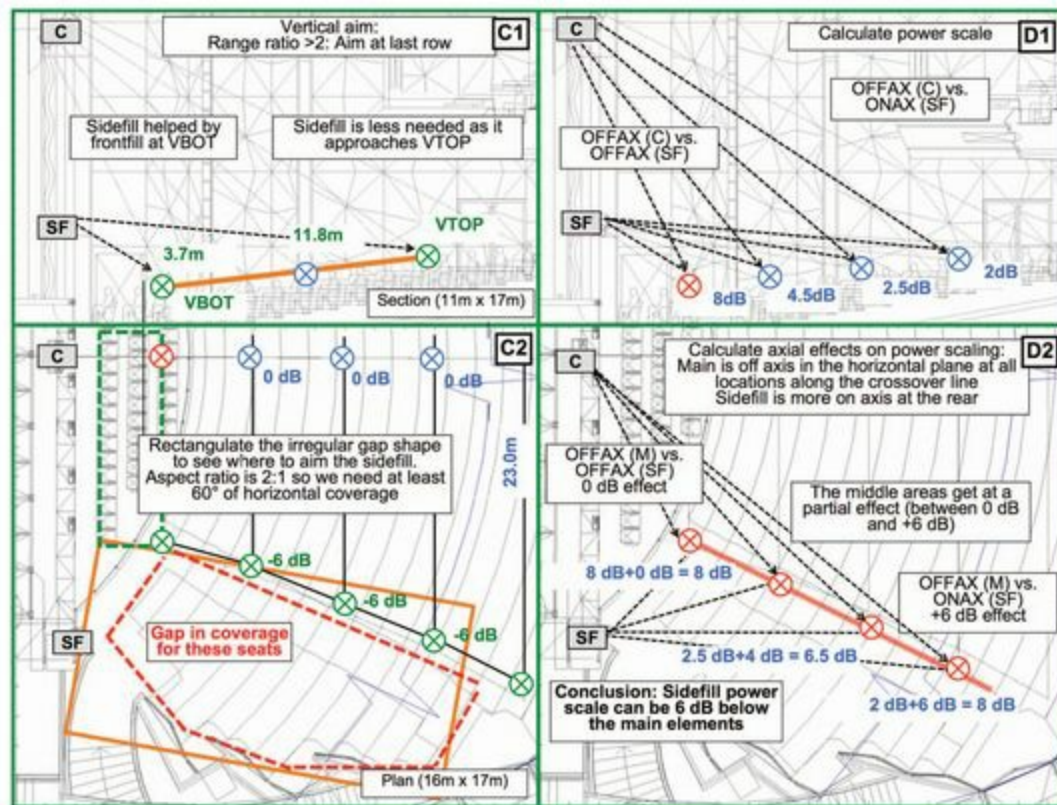 C
Vertical aim:
Range ratio >2: Aim at last row
C1
Sidefill helped by
frontfill at VBOT
Sidefill is less needed as it
approaches VTOP
SF
3.7m
11.8m
VTOP
VBOT
Section (11m x 17m)
C
Calculate power scale
D1
OFFAX (C) vs.
ONAX (SF)
OFFAX (C) vs.
OFFAX (SF)
SF
8dB
4.5dB
2.5dB
2dB
C
C2
0 dB
0 dB
0 dB
Rectangulate the irregular gap shape
to see where to aim the sidefill.
Aspect ratio is 2:1 so we need at least
60° of horizontal coverage
23.0m
-6 dB
-6 dB
-6 dB
SF
Gap in coverage
for these seats
Plan (16m x 17m)
C
Calculate axial effects on power scaling:
Main is off axis in the horizontal plane at all
locations along the crossover line
Sidefill is more on axis at the rear
D2
OFFAX (M) vs.
OFFAX (SF)
0 dB effect
The middle areas get at a
partial effect (between 0 dB
and +6 dB)
8 dB+0 dB = 8 dB
OFFAX (M) vs.
ONAX (SF)
+6 dB effect
SF
2.5 dB+4 dB = 6.5 dB
Conclusion: Sidefill power
scale can be 6 dB below
the main elements
2 dB+6 dB = 8 dB